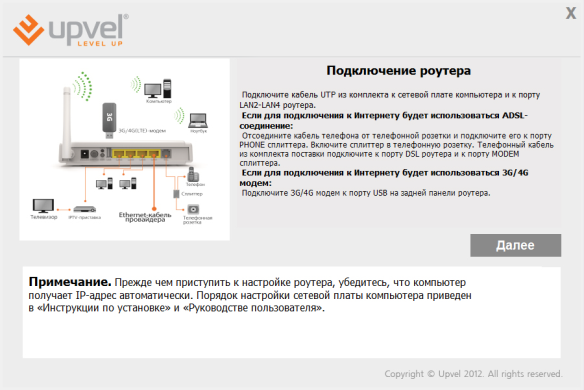 X
upvel®
LEVEL UP
Подключение роутера
Подключите кабель UTP из комплекта к сетевой плате компьютера и к порту
LAN2-LAN4 роутера.
Если для подключения к Интернету будет использоваться ADSL-
соединение:
Отсоедините кабель телефона от телефонной розетки и подключите его к порту
PHONE сплиттера. Включите сплиттер в телефонную розетку. Телефонный кабель
из комплекта поставки подключите к порту DSL роутера и к порту MODEM
сплиттера.
Если для подключения к Интернету будет использоваться 3G/4G
модем:
Подключите 3G/4G модем к порту USB на задней панели роутера.
Компьютер
3G
3G/4G(LTE)-модем
ноутбук
Телефон
Сплиттер
Телевизор
IPTV-приставка
Ethernet-кабель
провайдера
Телефонная
розетка
Далее
Примечание. Прежде чем приступить к настройке роутера, убедитесь, что компьютер
получает IP-адрес автоматически. Порядок настройки сетевой платы компьютера приведен
в «Инструкции по установке» и «Руководстве пользователя».
Copyright © Upvel 2012. All rights reserved.